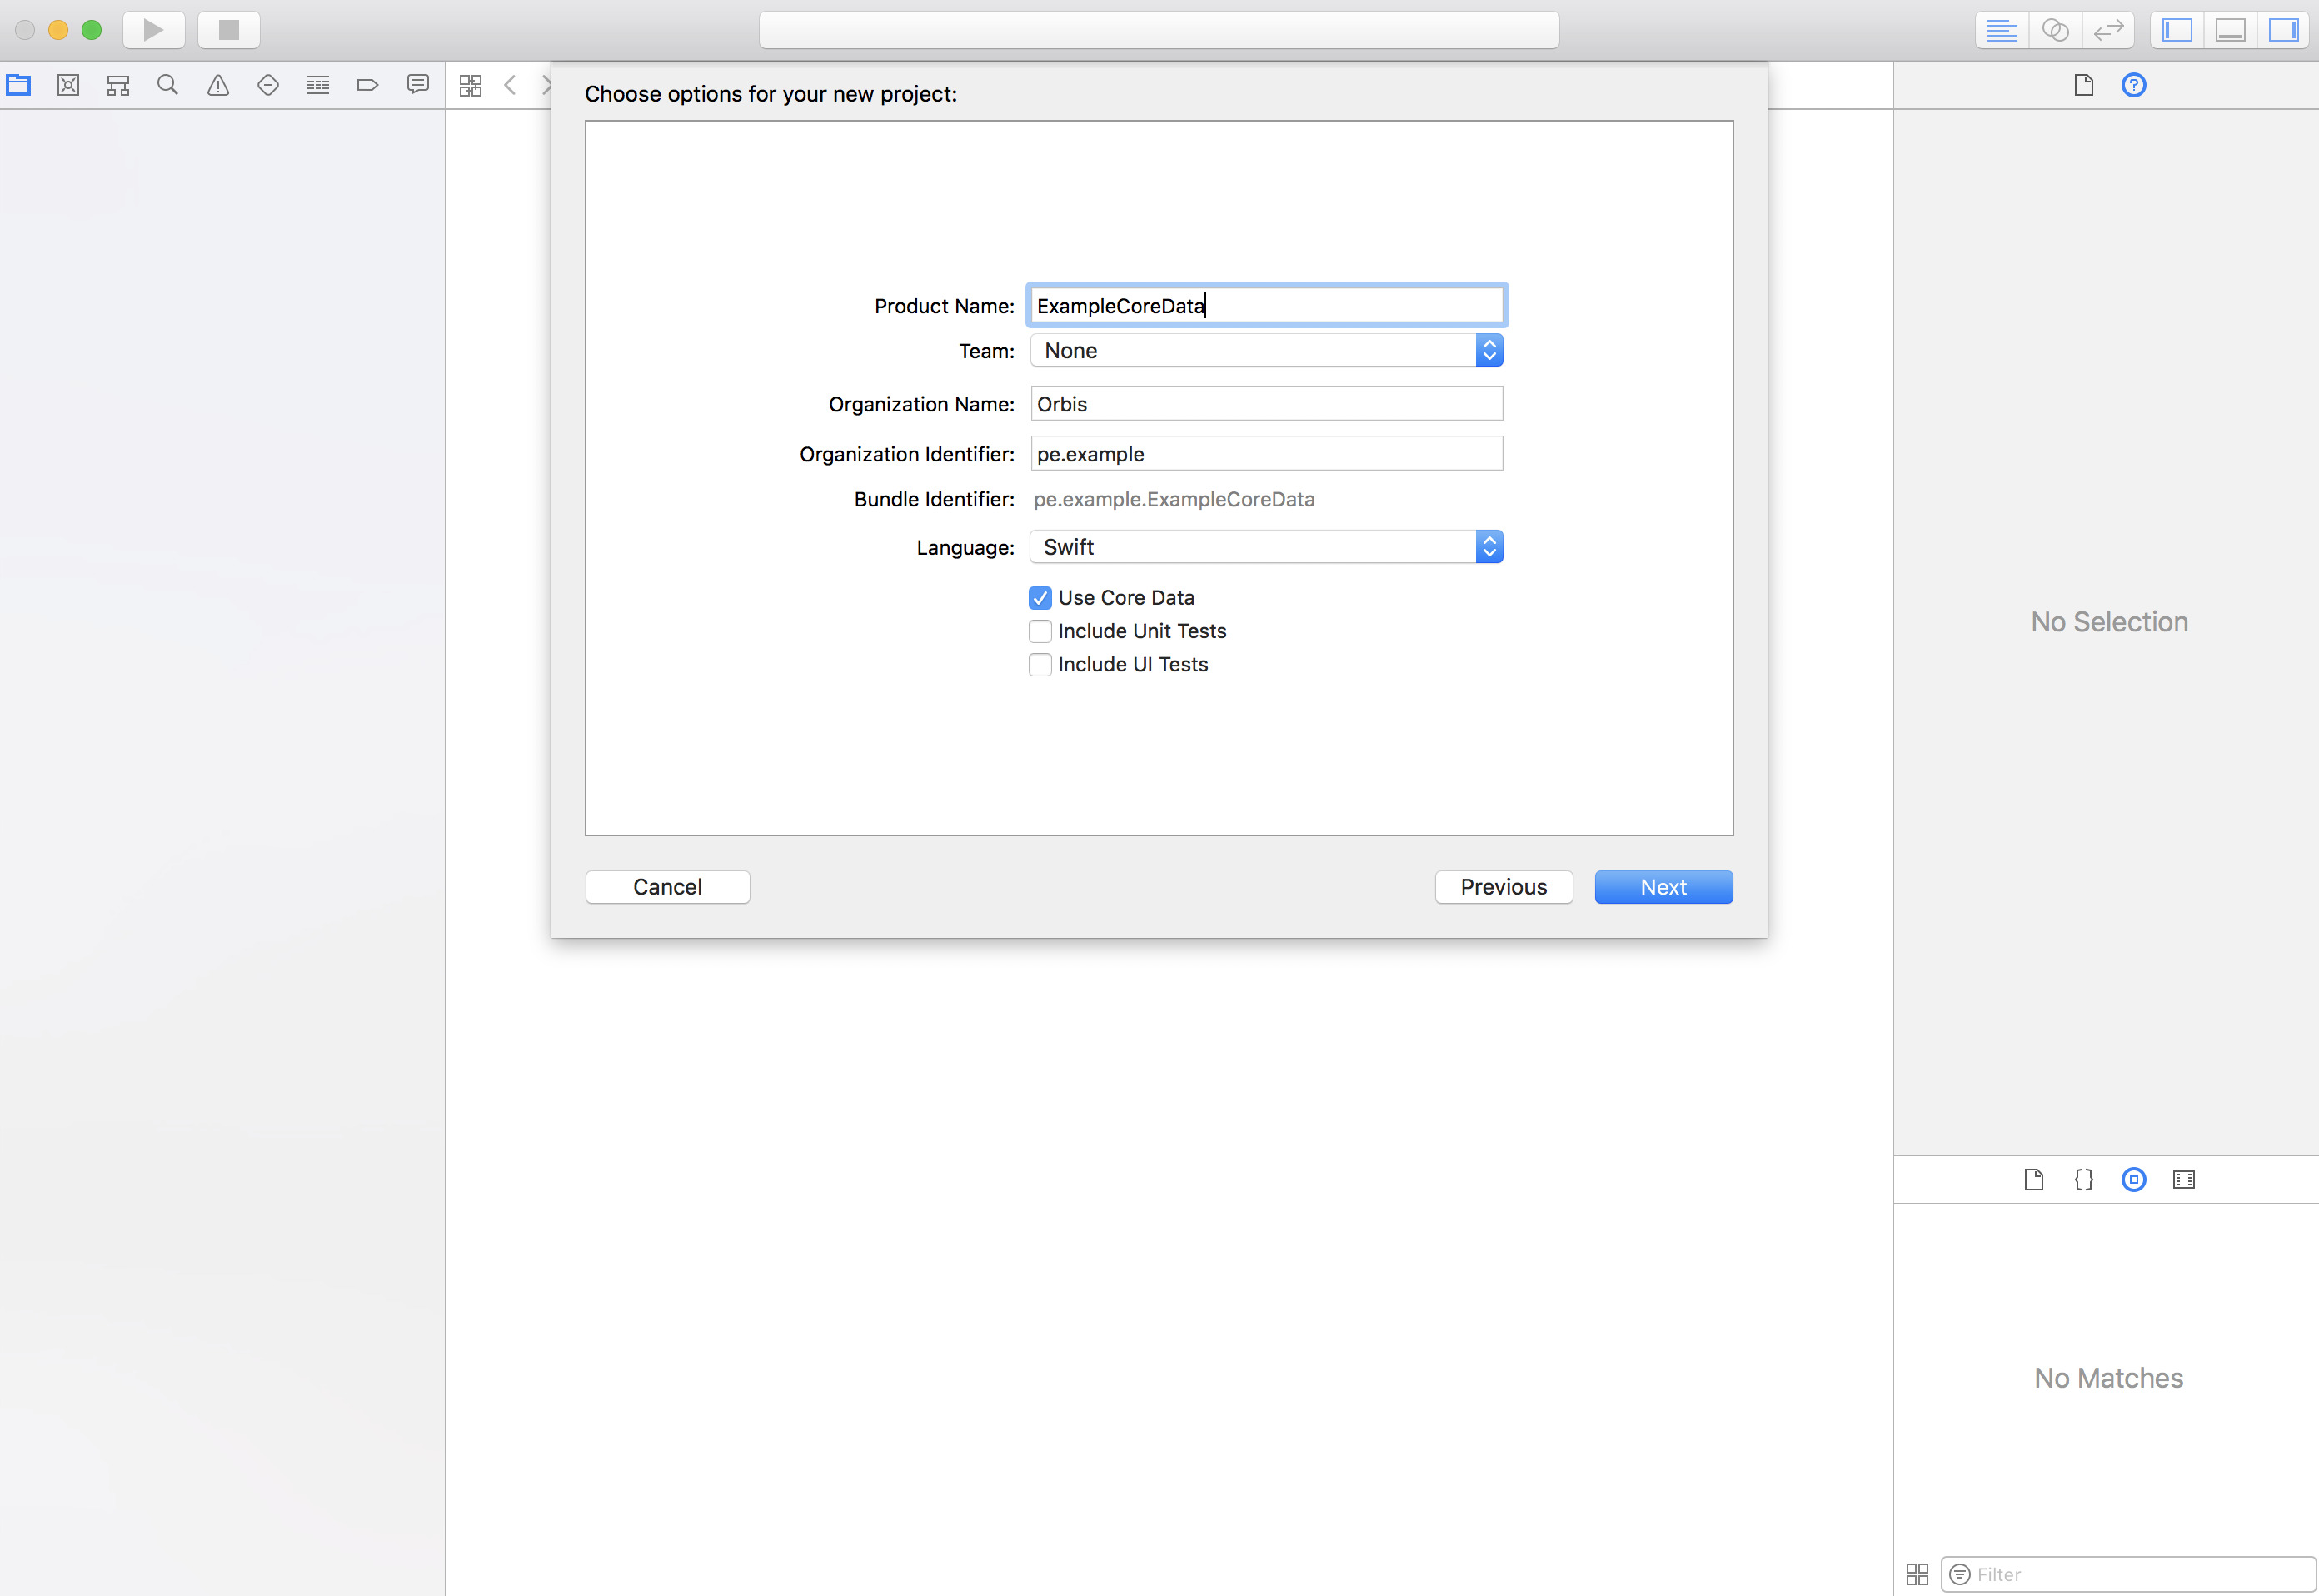 Choose options for your new project:
Product Name: ExampleCoreData
Team: None
Organization Name: Orbis
Organization Identifier: pe.example
Bundle Identifier: pe.example.ExampleCoreData
Language: Swift
Use Core Data
Include Unit Tests
Include UI Tests
Cancel
Previous
Next
No Selection
No Matches
Filter